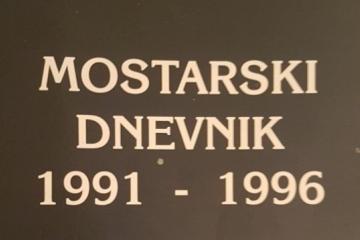 MOSTARSKI
DNEVNIK
1991 - 1996